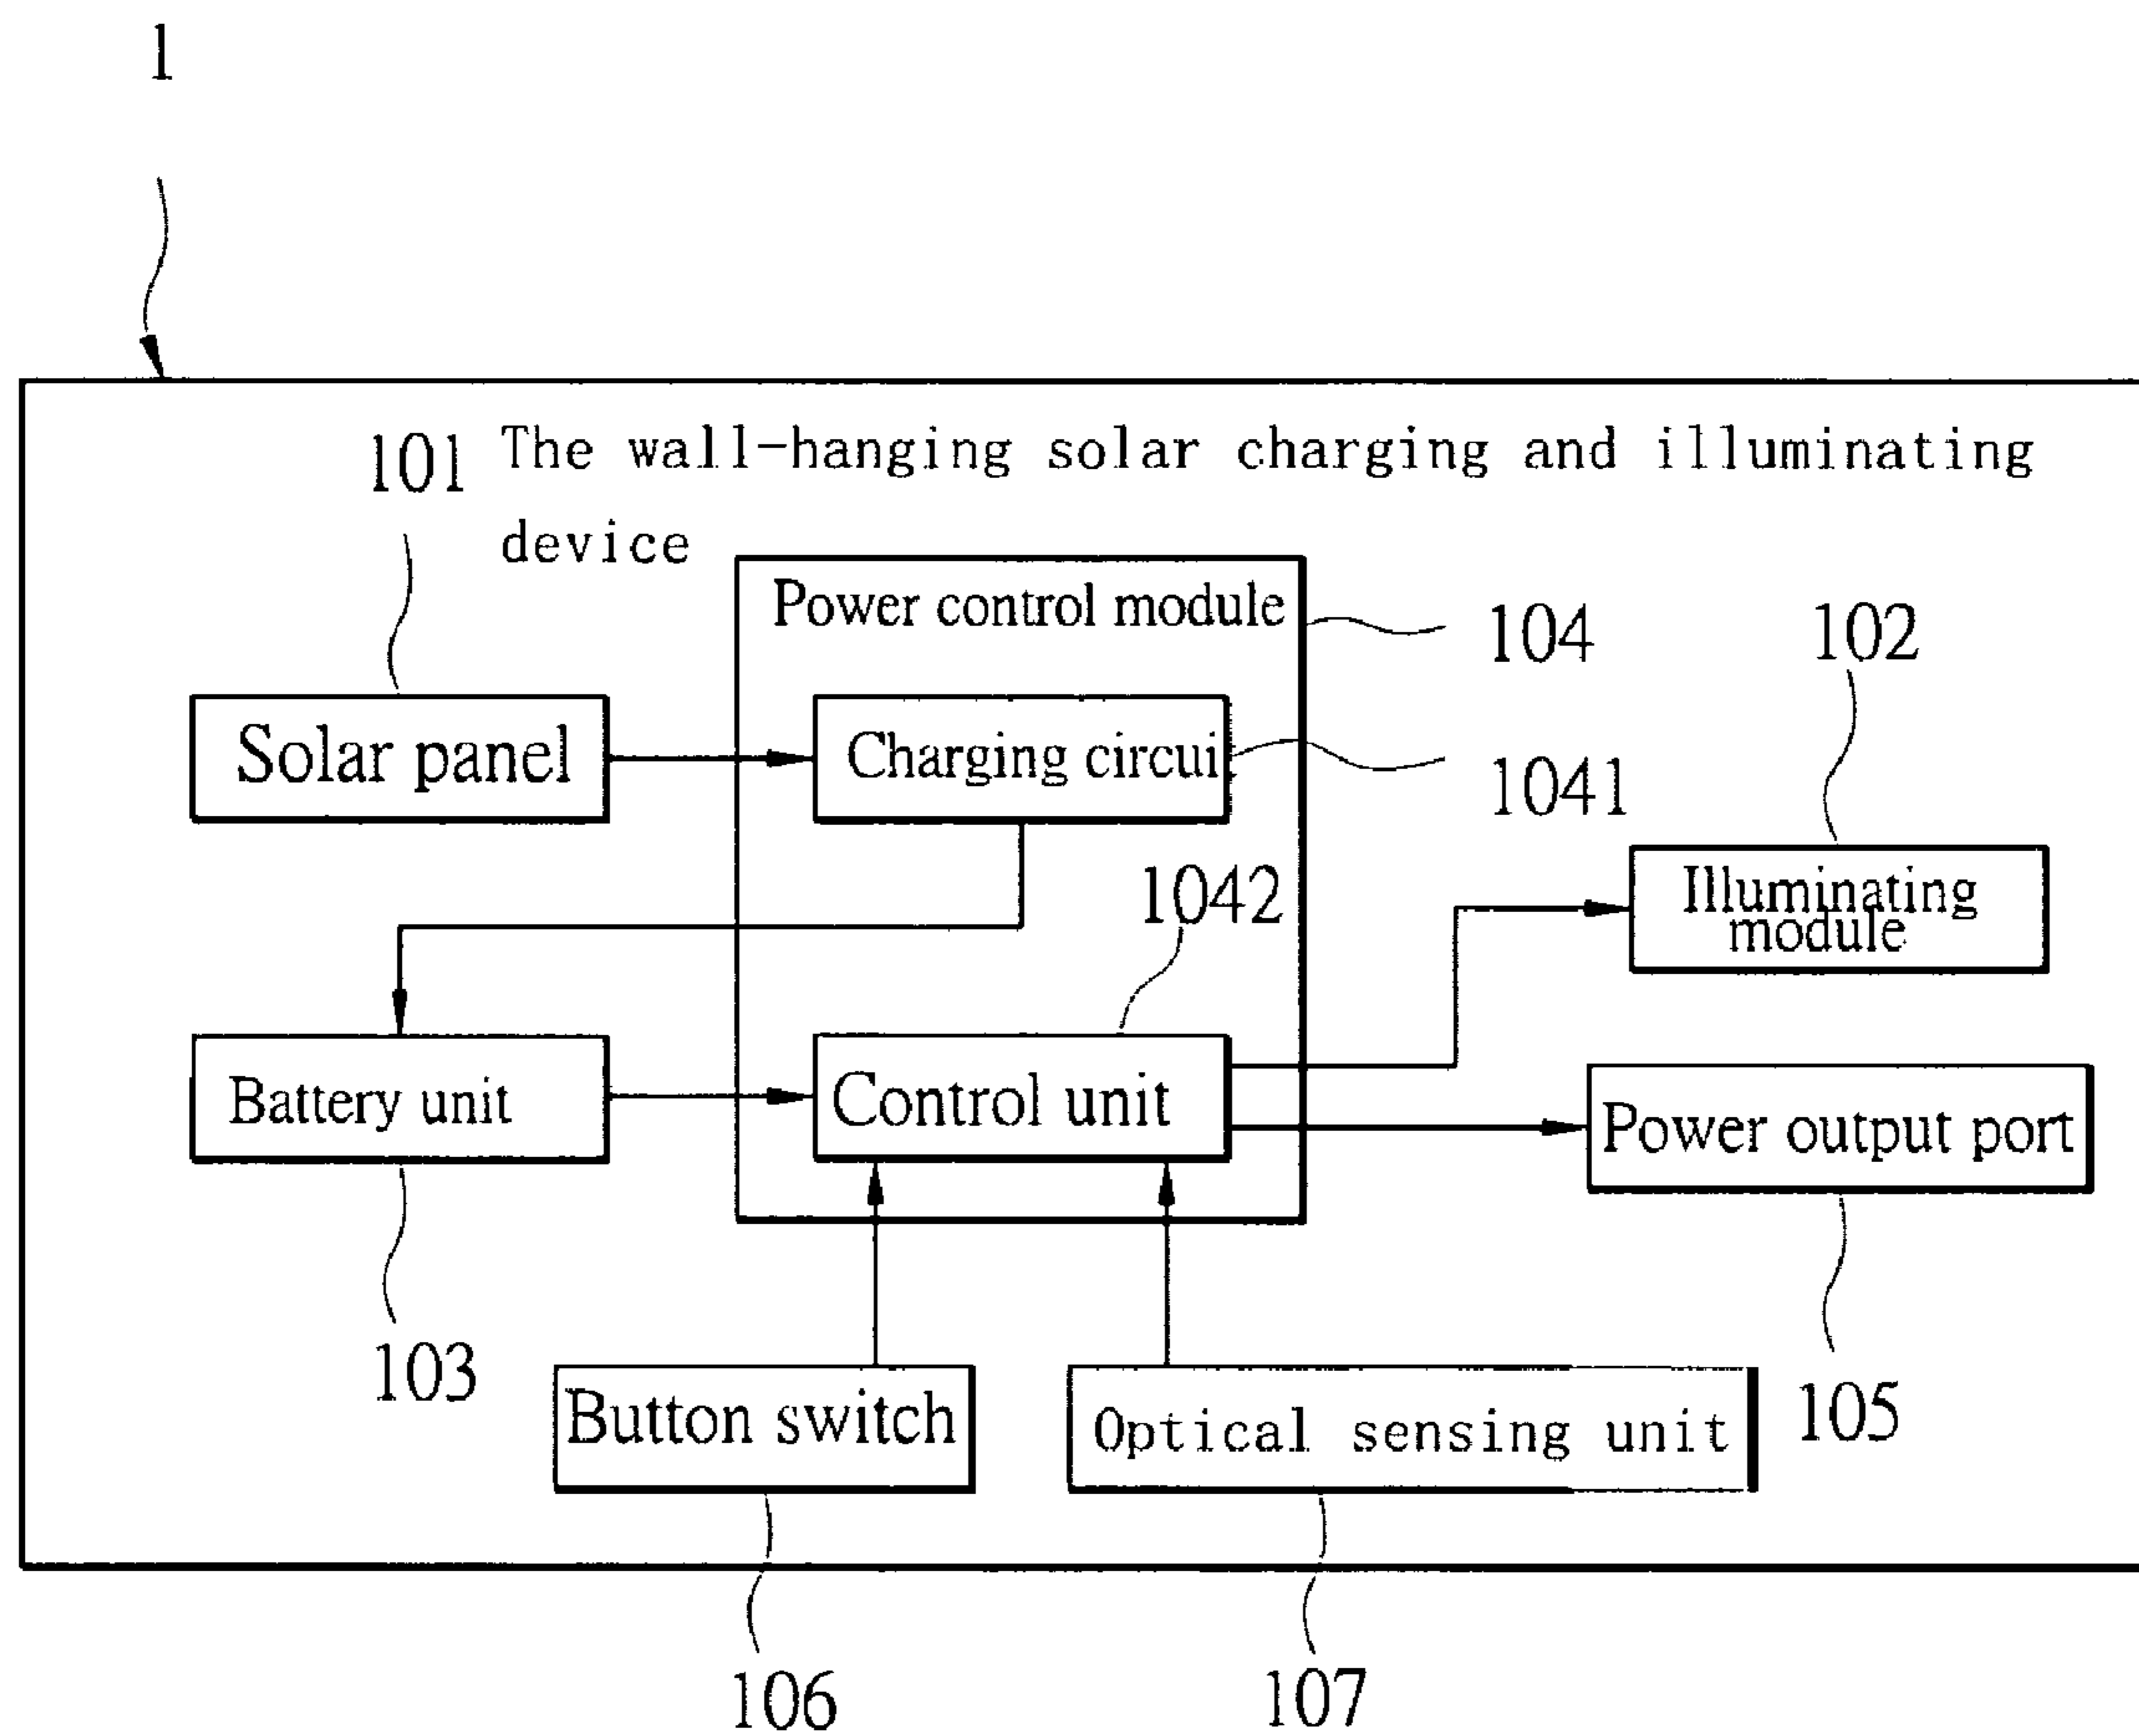 1
101
The wall-hanging solar charging and illuminating
device
Power control module
104
102
Solar panel
Charging circui
1041
1042
Illuminating
module
Battery unit
Control unit
Power output port
103
Button switch
Optical sensing unit
105
106
107